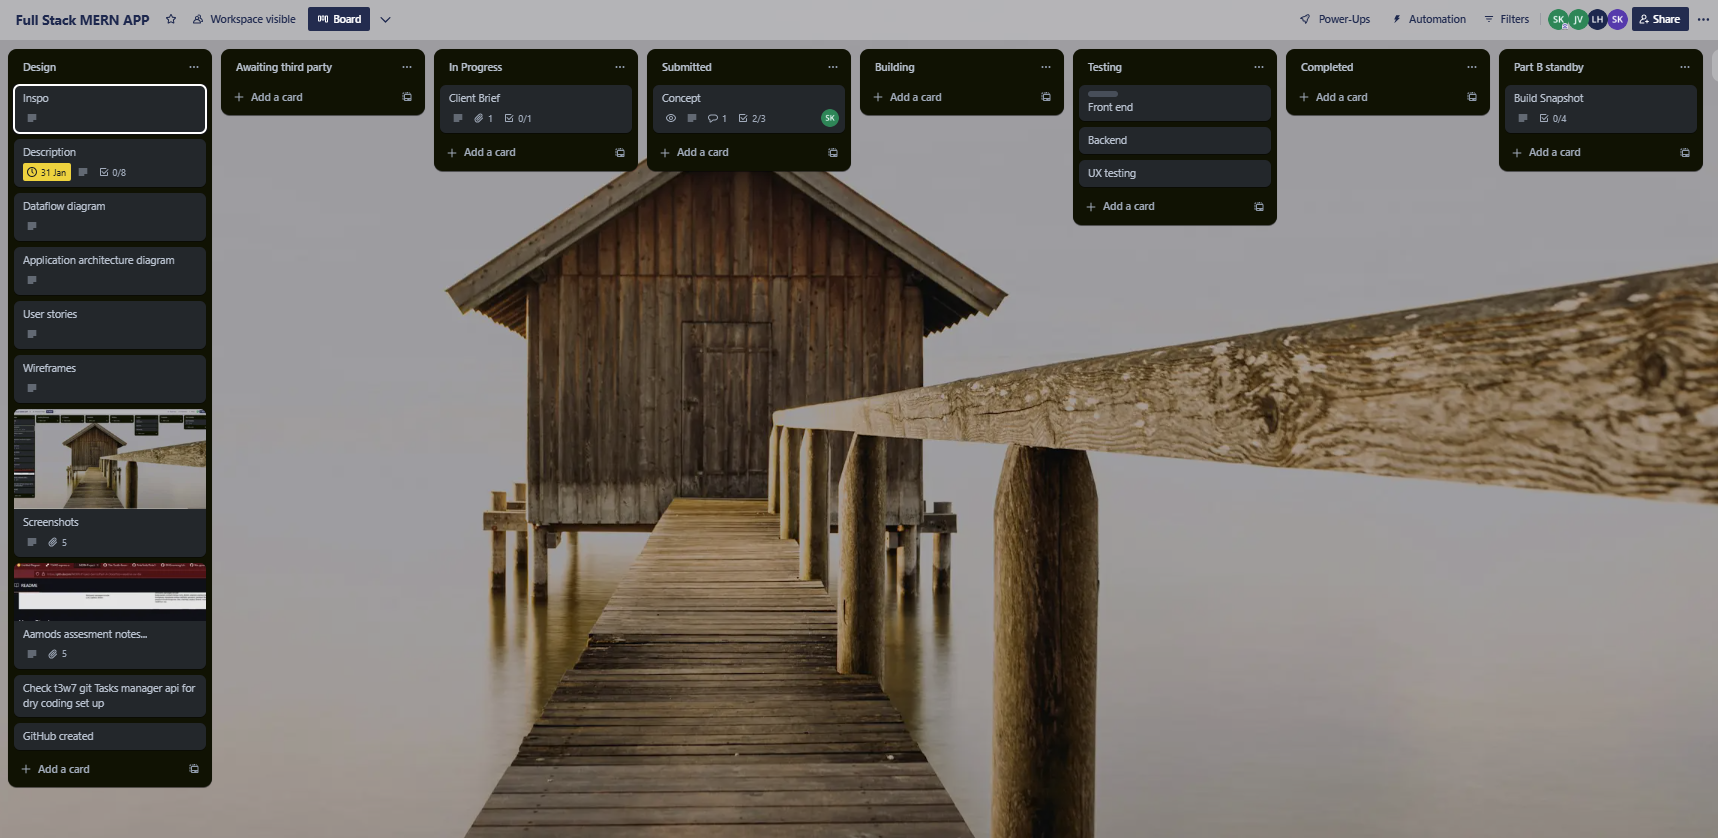 Full Stack MERN APP
Workspace visible
Board
Power-Ups
Automation
Filters
SK
JV
LH
SK
Share
Design
Inspo
Description
31 Jan
0/8
Dataflow diagram
Application architecture diagram
User stories
Wireframes
Screenshots
5
README
Aamods assesment notes...
5
Check t3w7 git Tasks manager api for
dry coding set up
GitHub created
Add a card
Awaiting third party
Add a card
In Progress
Client Brief
1
0/1
Add a card
Submitted
Concept
1
2/3
SK
Add a card
Building
Add a card
Testing
Front end
Backend
UX testing
Add a card
Completed
Add a card
Part B standby
Build Snapshot
0/4
Add a card